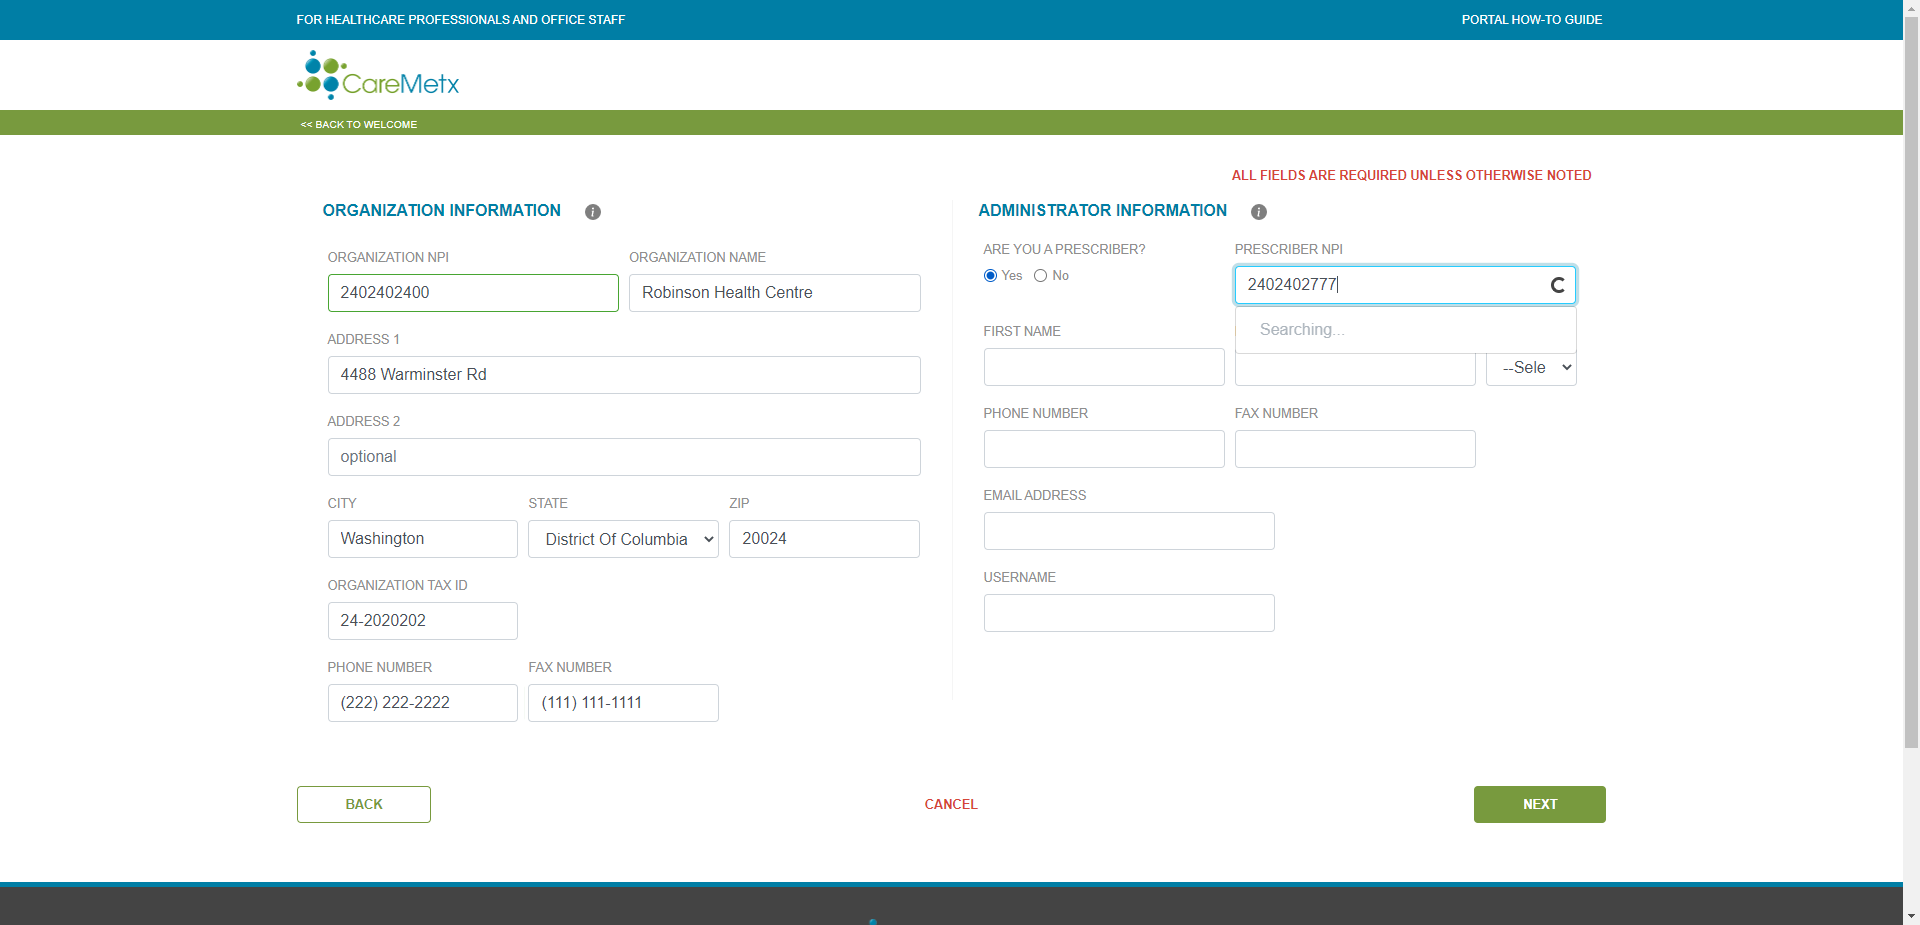 FOR HEALTHCARE PROFESSIONALS AND OFFICE STAFF
PORTAL HOW-TO GUIDE
CareMetx
<< BACK TO WELCOME
ALL FIELDS ARE REQUIRED UNLESS OTHERWISE NOTED
ORGANIZATION INFORMATION
ORGANIZATION NPI
ORGANIZATION NAME
2402402400
Robinson Health Centre
ADDRESS 1
4488 Warminster Rd
ADDRESS 2
optional
CITY
STATE
ZIP
Washington
District Of Columbia
20024
ORGANIZATION TAX ID
24-2020202
PHONE NUMBER
FAX NUMBER
(222) 222-2222
(111) 111-1111
ADMINISTRATOR INFORMATION
ARE YOU A PRESCRIBER?
PRESCRIBER NPI
Yes
No
2402402777
Searching...
FIRST NAME
--Sele
PHONE NUMBER
FAX NUMBER
EMAIL ADDRESS
USERNAME
BACK
CANCEL
NEXT